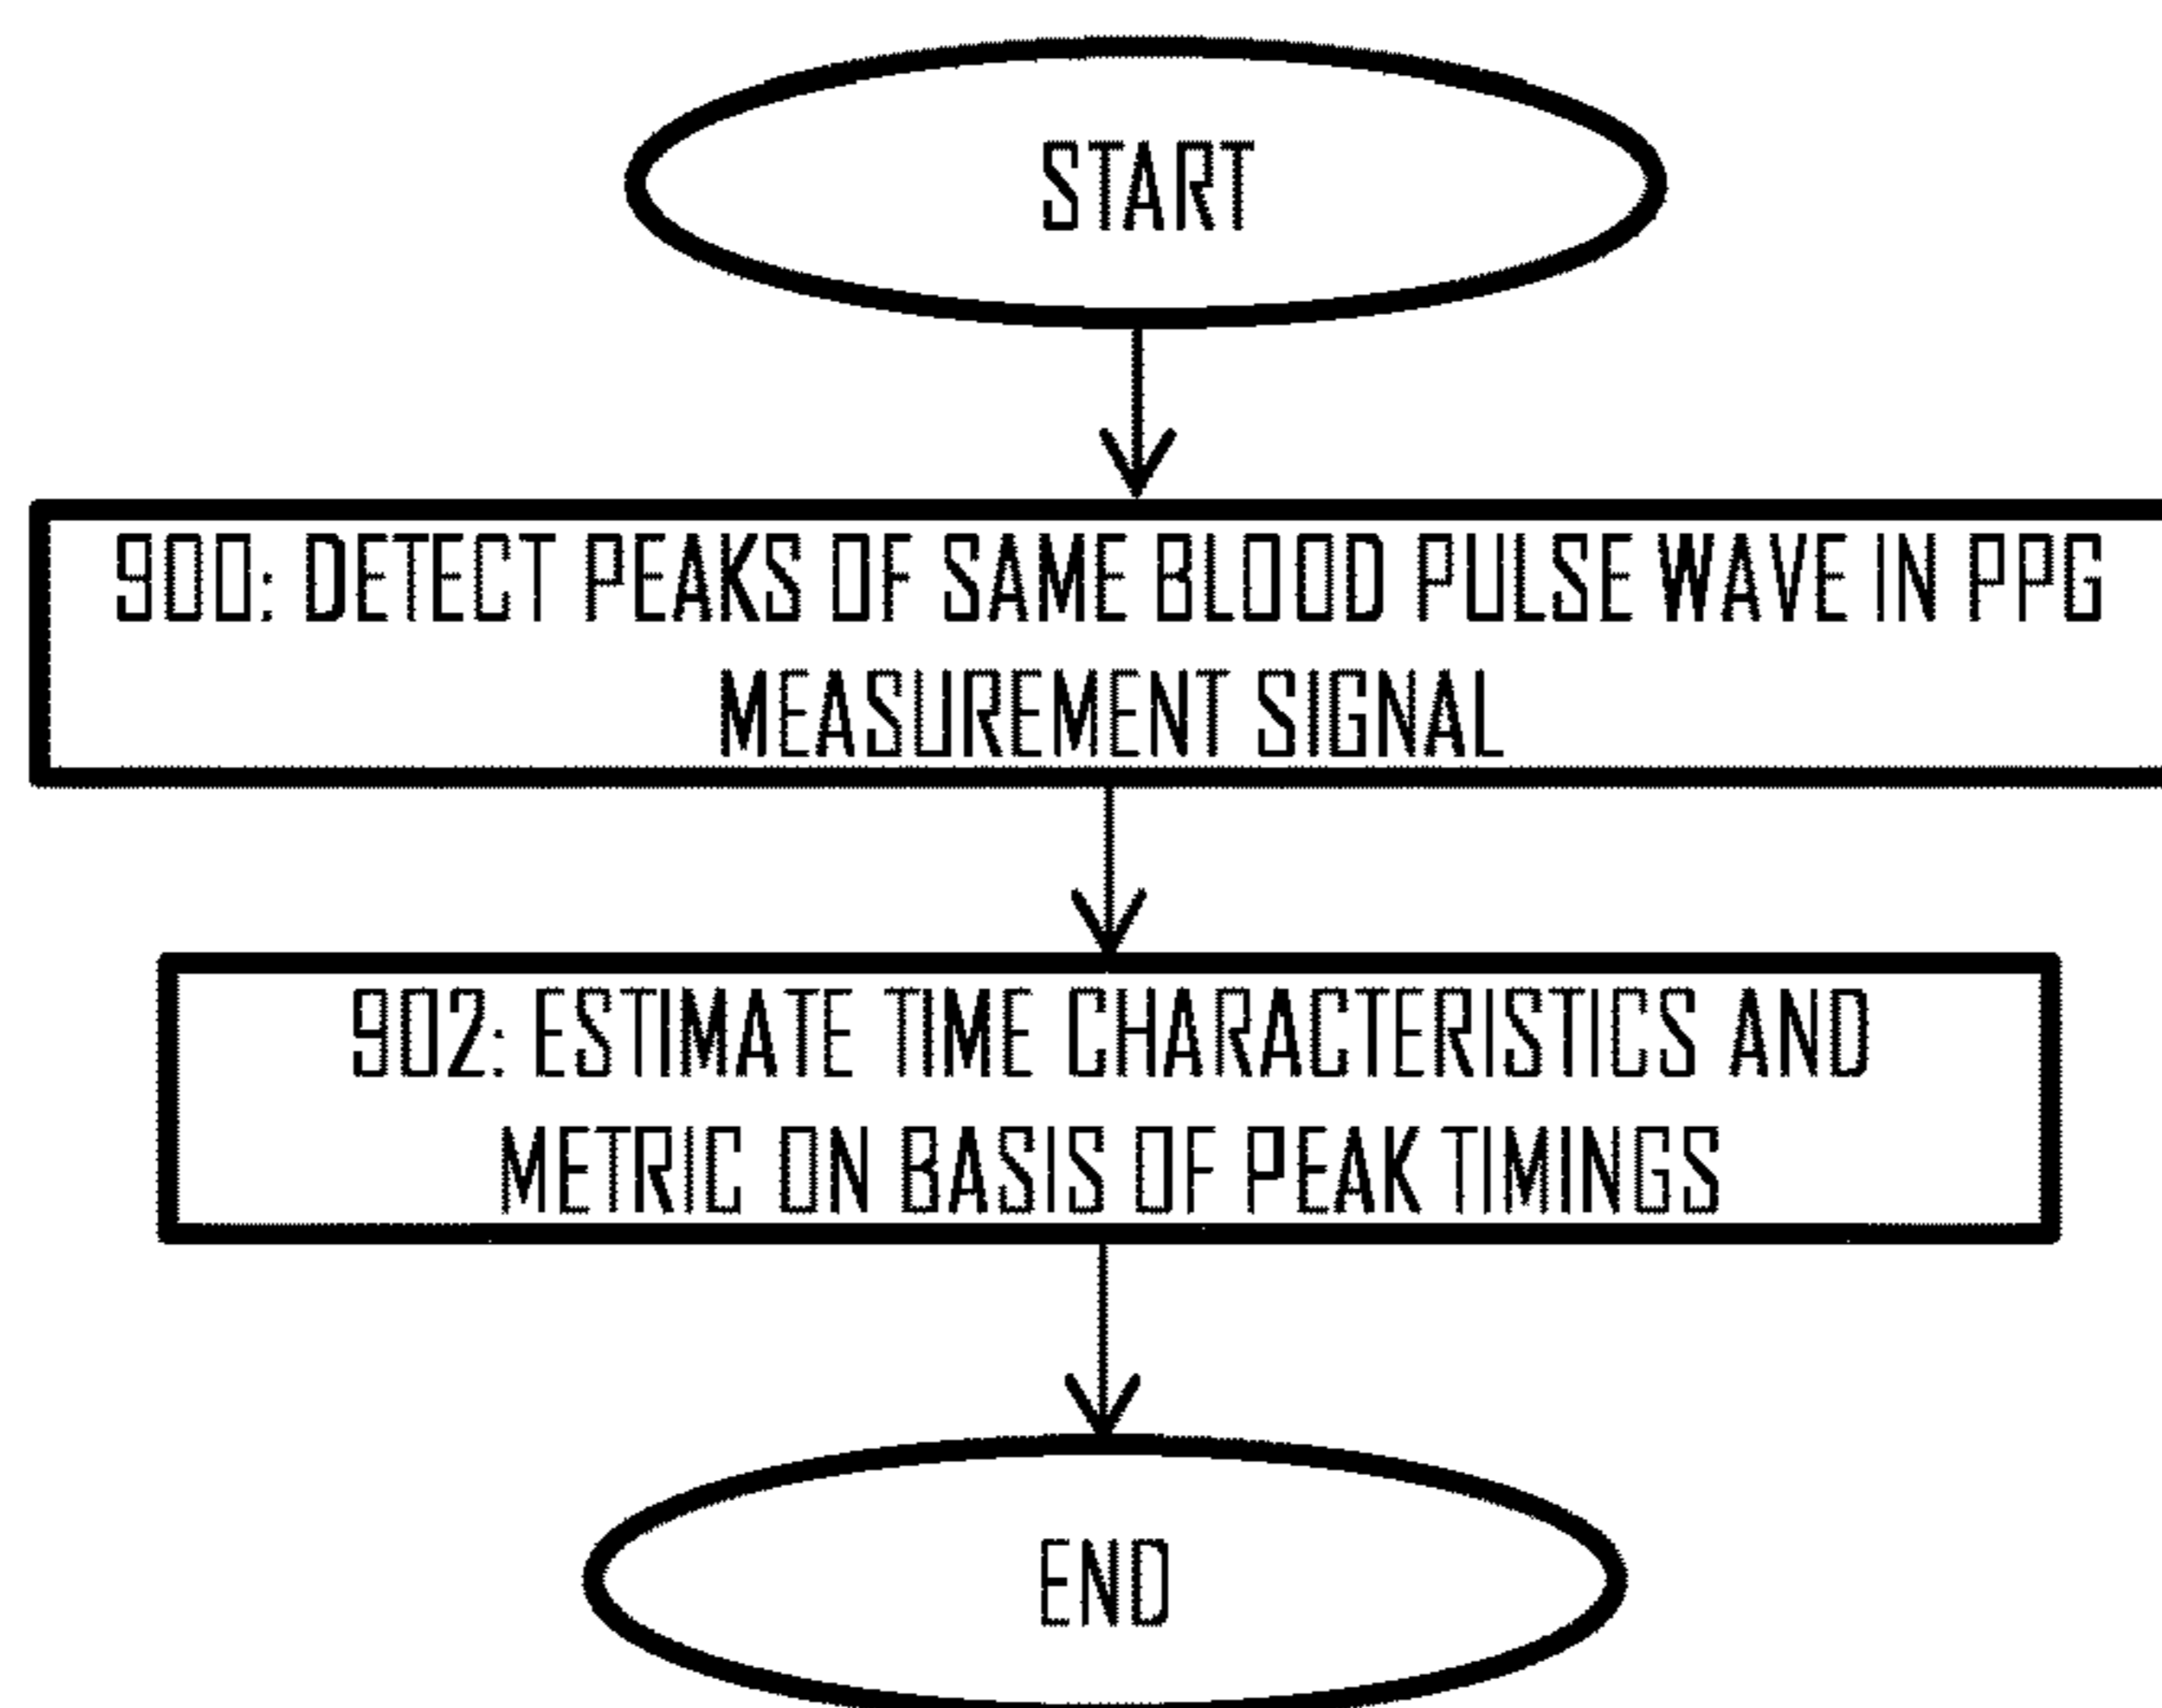 START
900: DETECT PEAKS OF SAME BLOOD PULSE WAVE IN PPG
MEASUREMENT SIGNAL
902: ESTIMATE TIME CHARACTERISTICS AND
METRIC ON BASIS OF PEAK TIMINGS
END